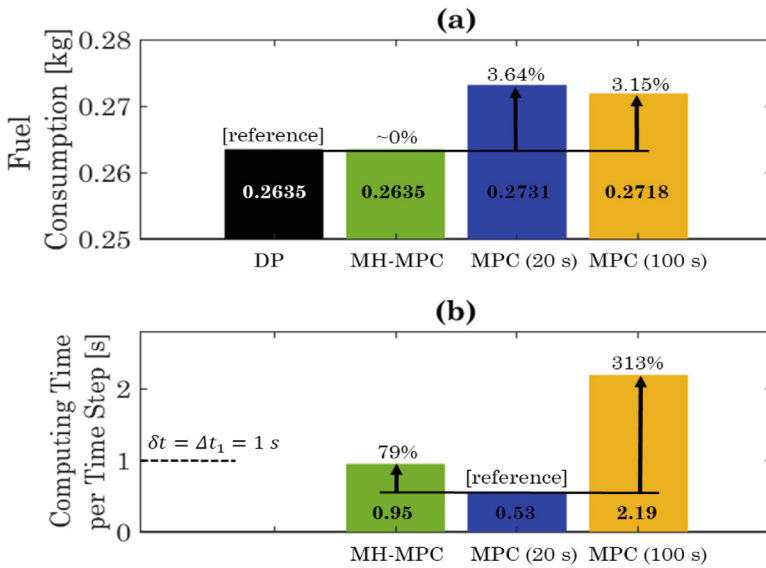 (a)
Fuel
Consumption [kg]
0.28
0.27
0.26
0.25
[reference]
~0%
3.64%
3.15%
0.2635
0.2635
0.2731
0.2718
DP
MH-MPC
MPC (20 s)
MPC (100 s)
(b)
Computing Time
per Time Step [s]
2
1
0
δt = Δt₁ = 1 s
79%
[reference]
313%
0.95
0.53
2.19
MH-MPC
MPC (20 s)
MPC (100 s)